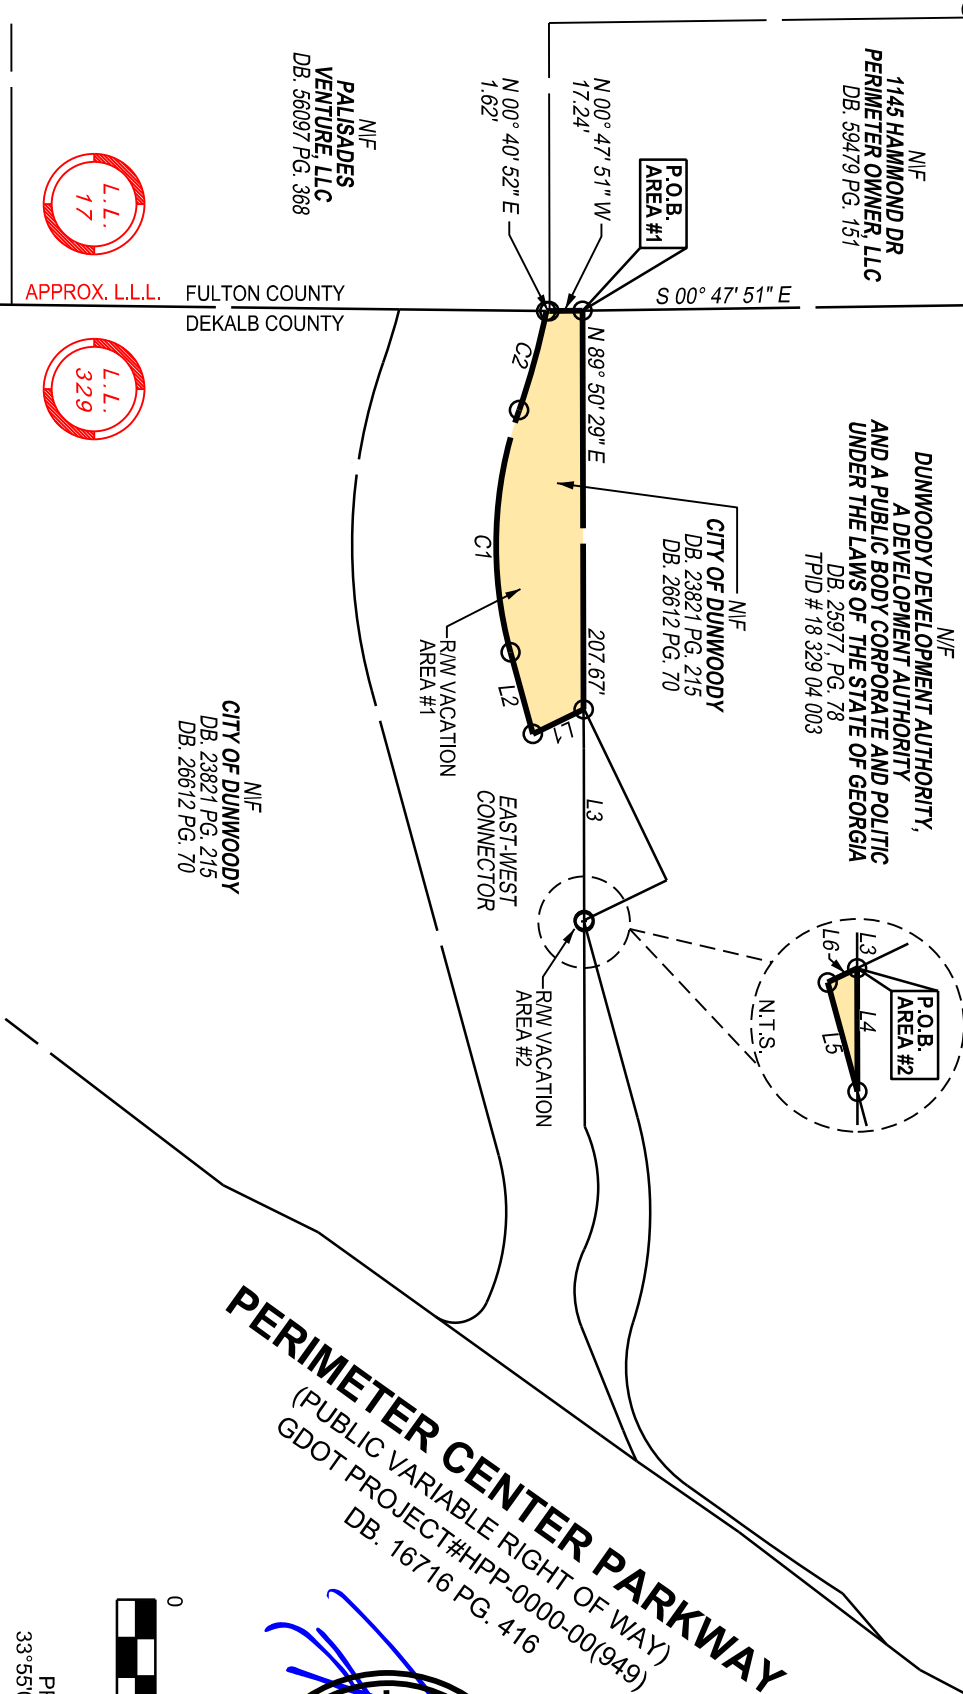 N\F
1145 HAMMOND DR
PERIMETER OWNER, LLC
DB. 59479 PG. 151
N\F
PALISADES
VENTURE, LLC
DB. 56097 PG. 368
N 00° 47' 51" W
17.24'
N 00° 40' 52" E
1.62'
P.O.B.
AREA #1
S 00° 47' 51" E
L.L.
17
APPROX. L.L.L.
FULTON COUNTY
DEKALB COUNTY
L.L.
329
N 89° 50' 29" E
207.67'
C2
C1
L2
L1
L3
N\F
DUNWOODY DEVELOPMENT AUTHORITY,
A DEVELOPMENT AUTHORITY
AND A PUBLIC BODY CORPORATE AND POLITIC
UNDER THE LAWS OF THE STATE OF GEORGIA
DB. 25977, PG. 78
TPID # 18 329 04 003
N\F
CITY OF DUNWOODY
DB. 23821 PG. 215
DB. 26612 PG. 70
R/W VACATION
AREA #1
N\F
CITY OF DUNWOODY
DB. 23821 PG. 215
DB. 26612 PG. 70
EAST-WEST
CONNECTOR
R/W VACATION
AREA #2
P.O.B.
AREA #2
L3
L4
L5
L6
N.T.S.
PERIMETER CENTER PARKWAY
(PUBLIC VARIABLE RIGHT OF WAY)
GDOT PROJECT#HPP-0000-00(949)
DB. 16716 PG. 416
0
33°55'